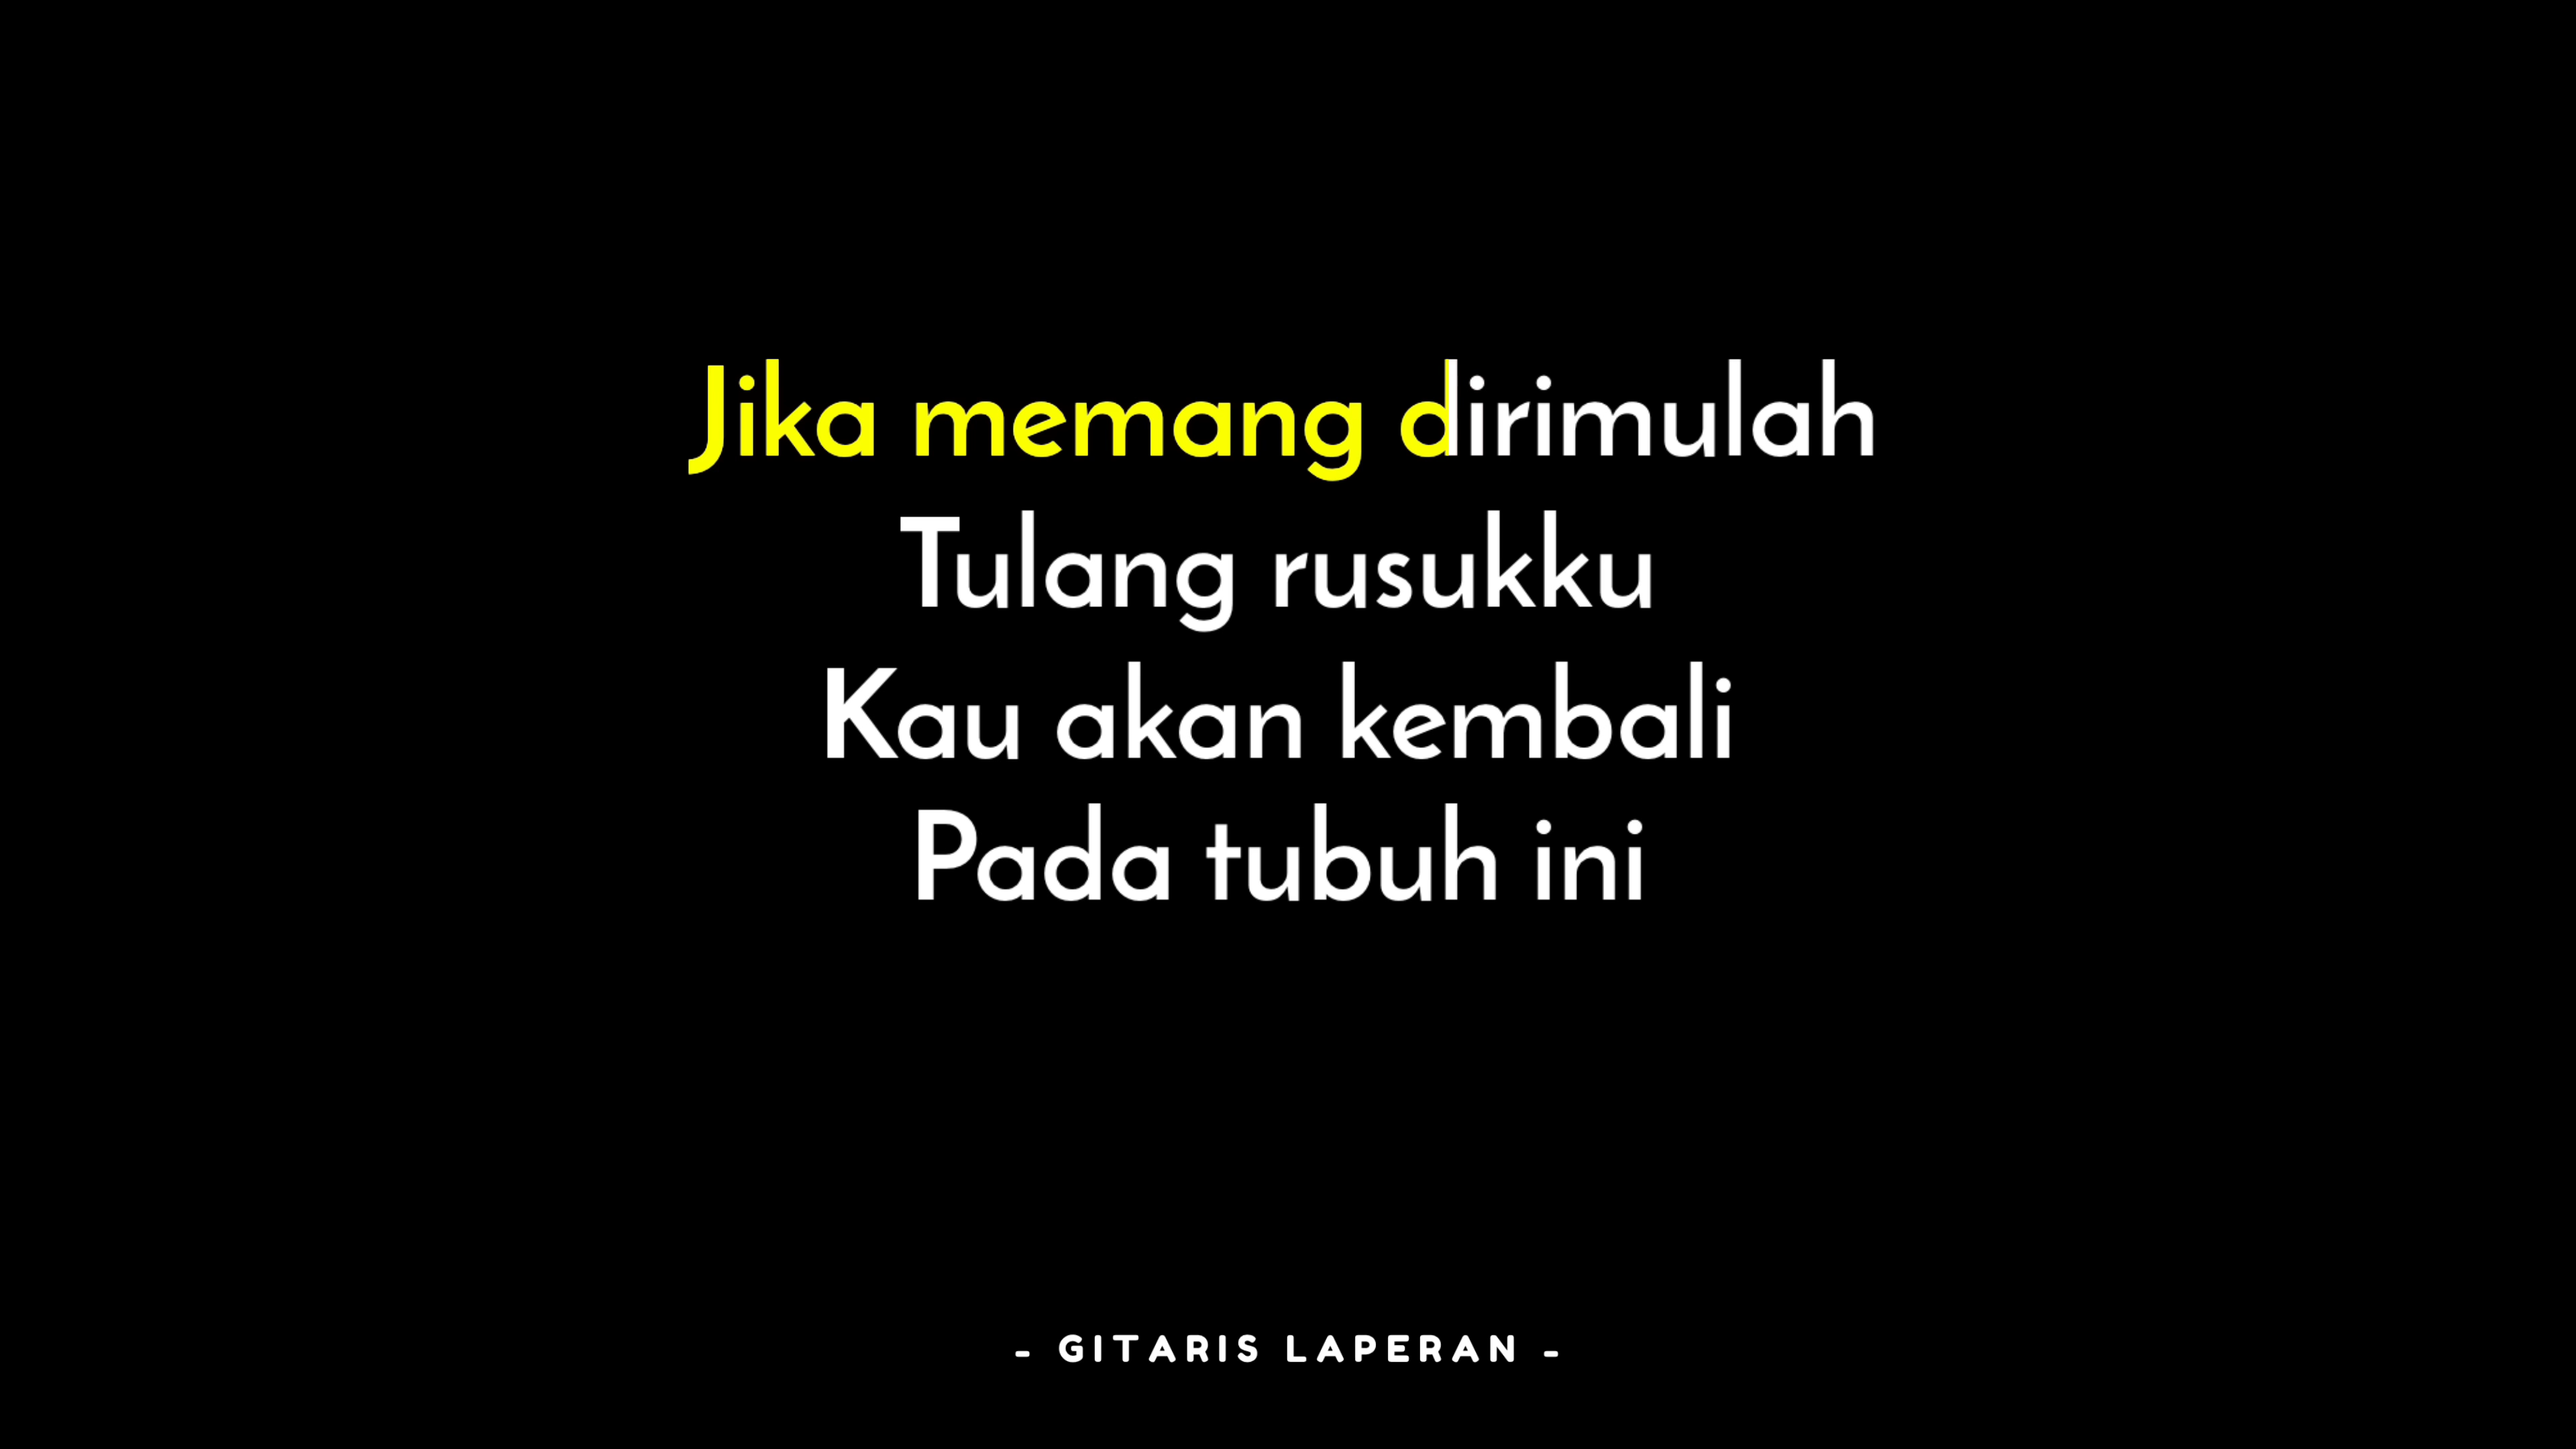 Jika memang dirimulah
Tulang rusukku
Kau akan kembali
Pada tubuh ini
- GITARIS LAPERAN -